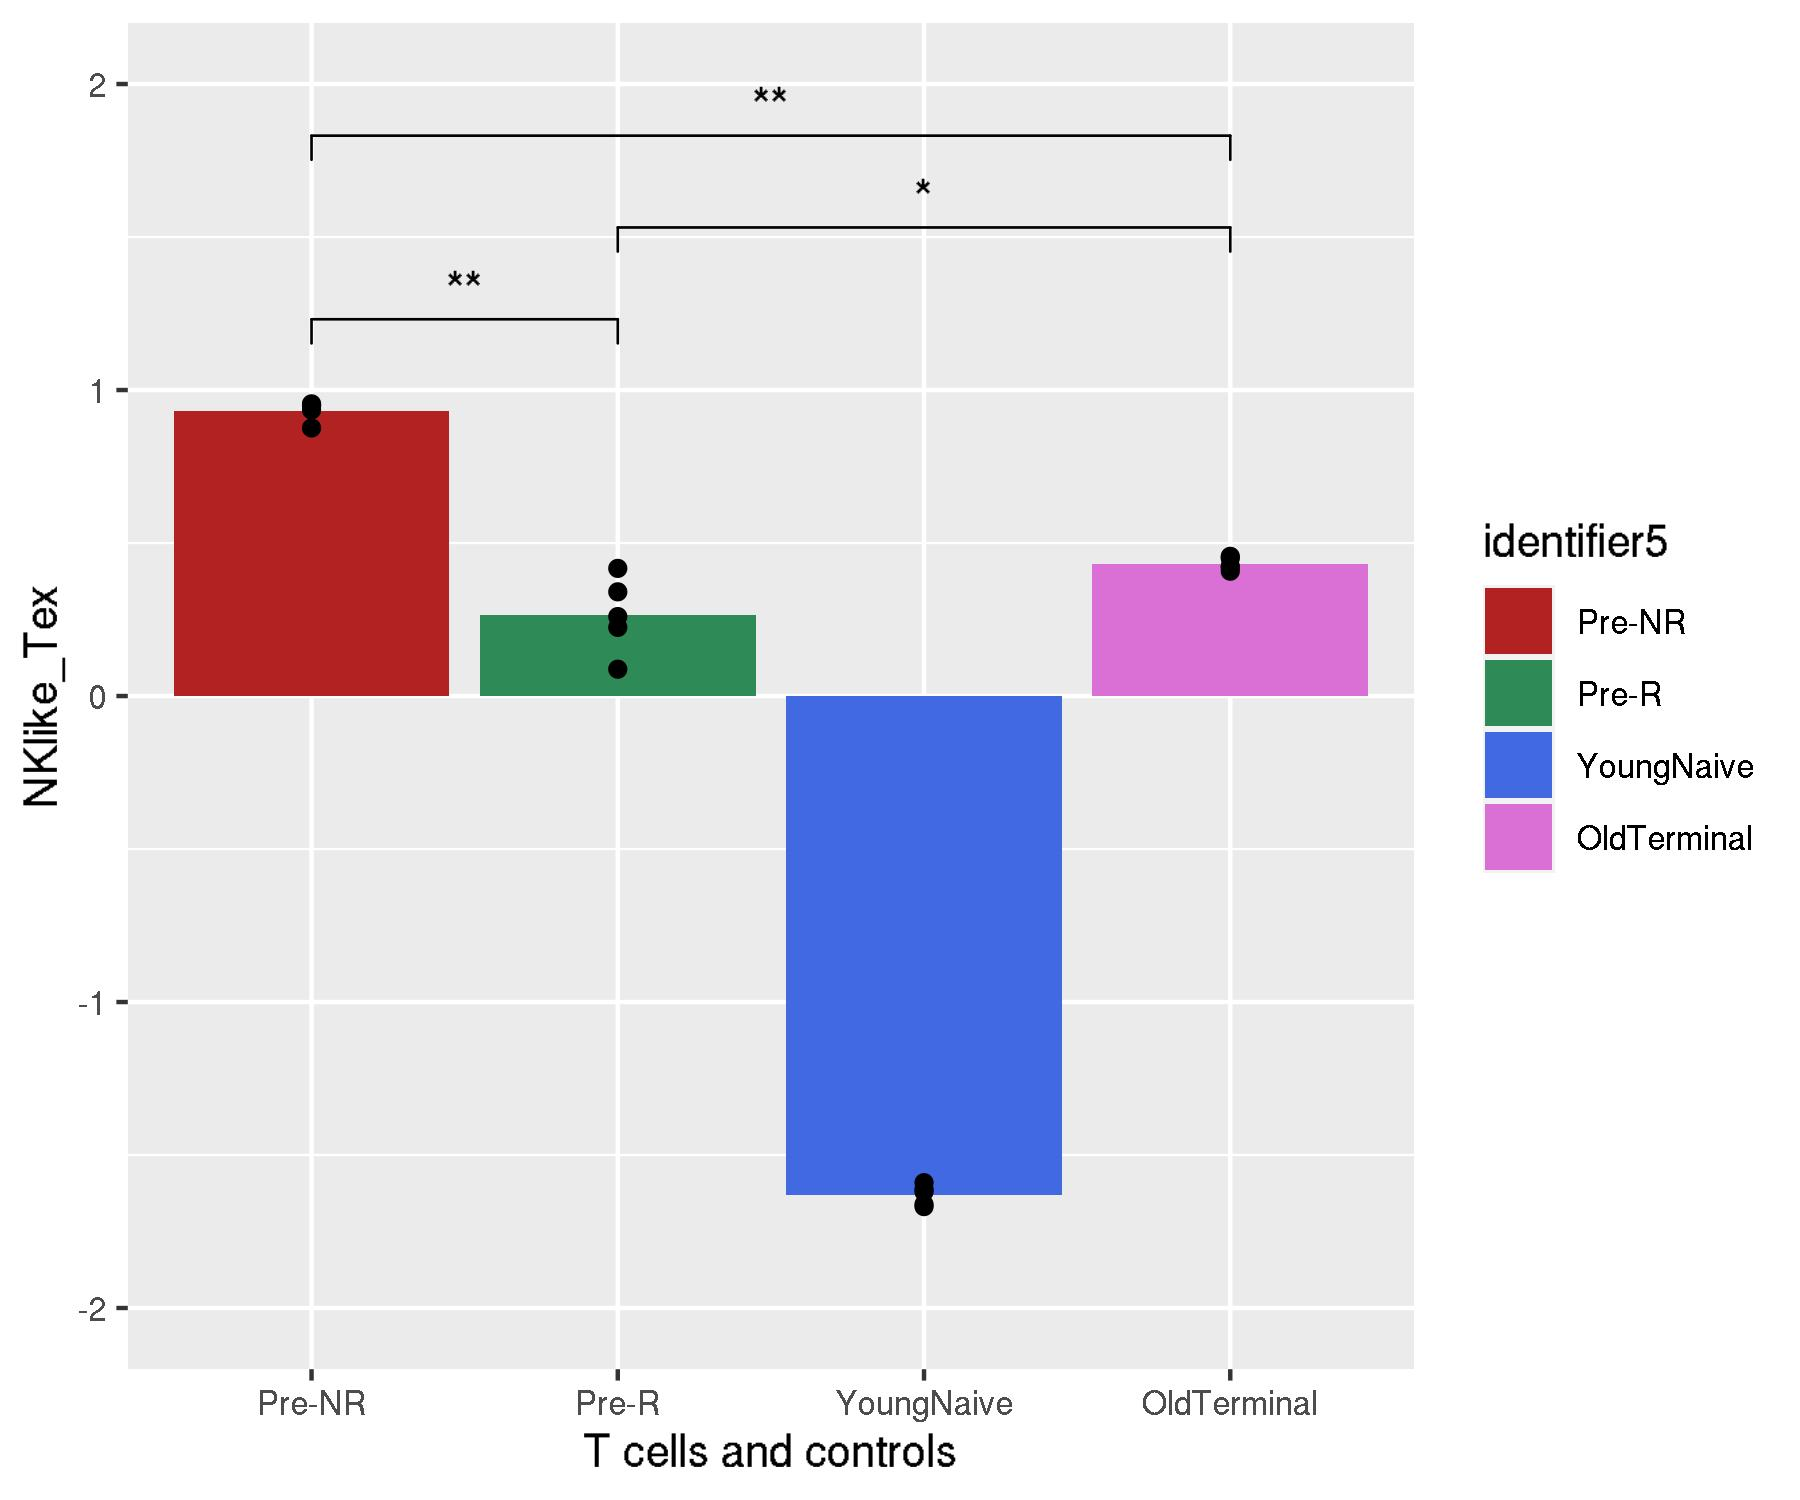 **
*
**
2
1
0
-1
-2
NKlike_Tex
Pre-NR
Pre-R
YoungNaive
OldTerminal
T cells and controls
identifier5
Pre-NR
Pre-R
YoungNaive
OldTerminal